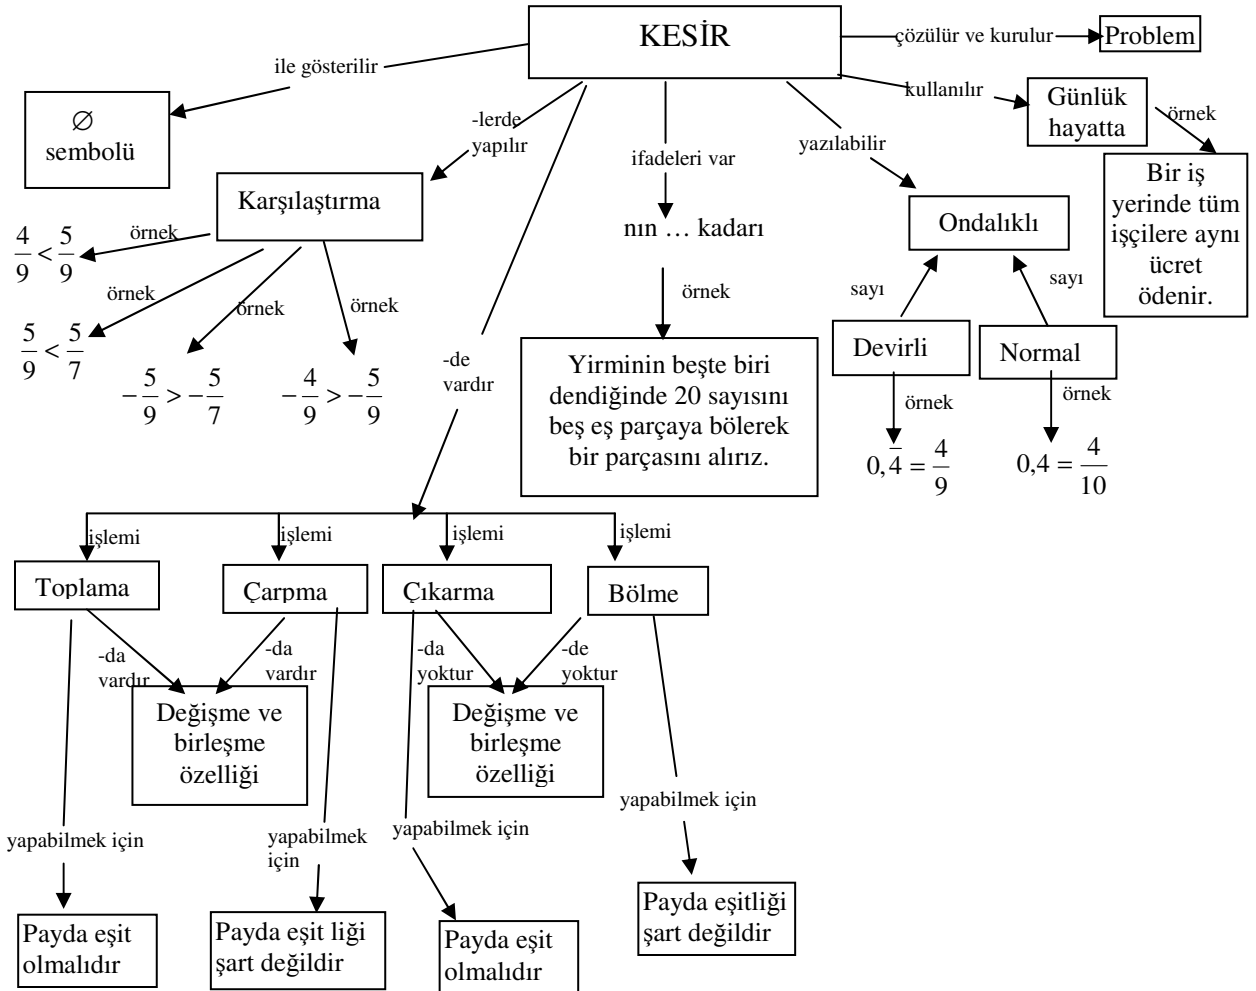 KESİR
çözülür ve kurulur
Problem
ile gösterilir
kullanılır
Günlük
hayatta
örnek
Bir iş
yerinde tüm
işçilere aynı
ücret
ödenir.
∅
sembolü
-lerde
yapılır
ifadeleri var
yazılabilir
Karşılaştırma
nın … kadarı
Ondalıklı
örnek
4/9 < 5/9
örnek
5/9 < 5/7
örnek
−5/9 > −5/7
örnek
−4/9 > −5/9
örnek
sayı
sayı
Devirli
Normal
-de
vardır
Yirminin beşte biri
dendiğinde 20 sayısını
beş eş parçaya bölerek
bir parçasını alırız.
örnek
örnek
0,4̅ = 4/9
0,4 = 4/10
işlemi
işlemi
işlemi
işlemi
Toplama
Çarpma
Çıkarma
Bölme
-da
vardır
-da
vardır
-da
yoktur
-de
yoktur
Değişme ve
birleşme
özelliği
Değişme ve
birleşme
özelliği
yapabilmek için
yapabilmek
için
yapabilmek için
yapabilmek için
Payda eşit
olmalıdır
Payda eşit liği
şart değildir
Payda eşit
olmalıdır
Payda eşitliği
şart değildir